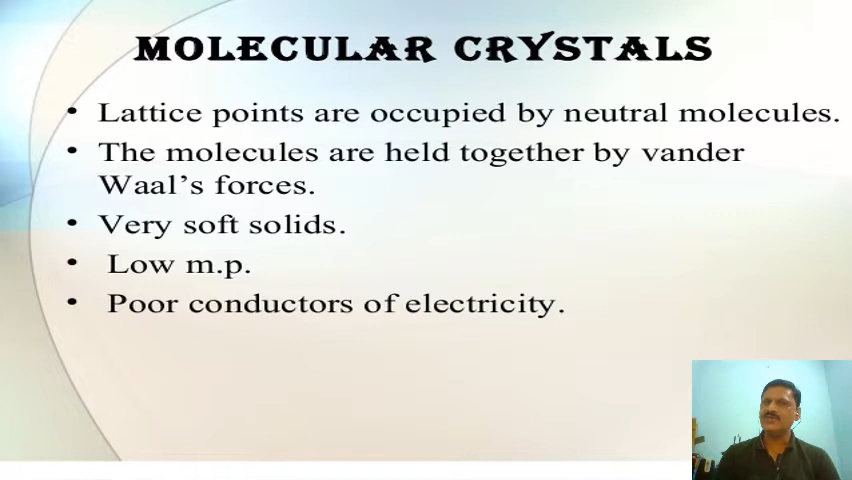 MOLECULAR CRYSTALS
• Lattice points are occupied by neutral molecules.
• The molecules are held together by vander
Waal's forces.
• Very soft solids.
• Low m.p.
• Poor conductors of electricity.